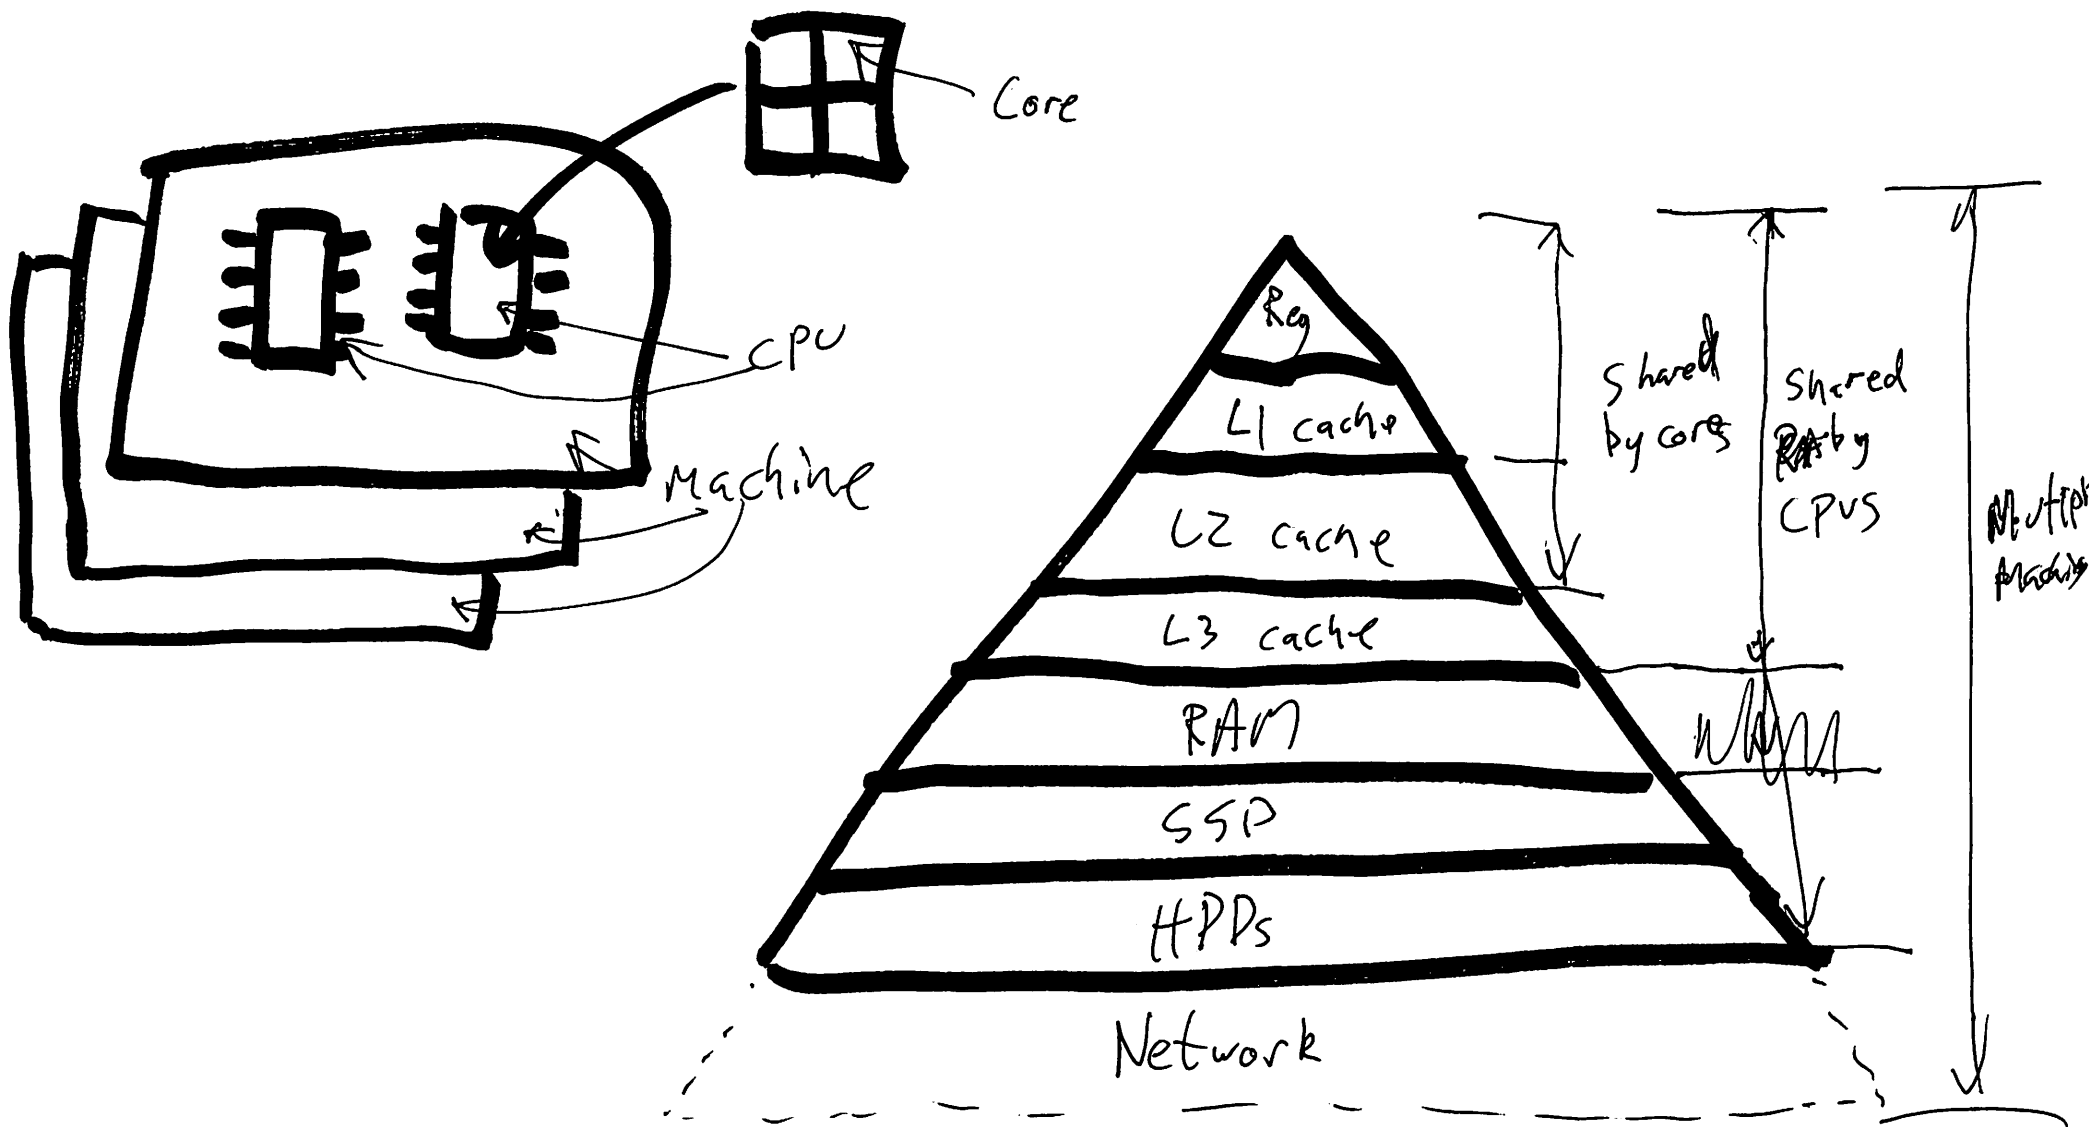 Core
CPU
Machine
Reg
L1 cache
L2 cache
L3 cache
RAM
SSD
HDDs
Network
Shared
by cores
Shared
by
CPUs